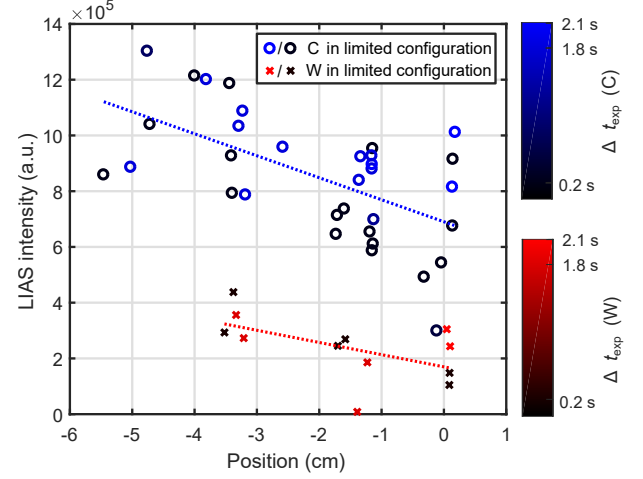 14 ×10⁵
12
10
8
6
4
2
0
-6 -5 -4 -3 -2 -1 0 1
Position (cm)
LIAS intensity (a.u.)
/ C in limited configuration
/ W in limited configuration
2.1 s
1.8 s
0.2 s
Δ t_exp (C)
2.1 s
1.8 s
0.2 s
Δ t_exp (W)